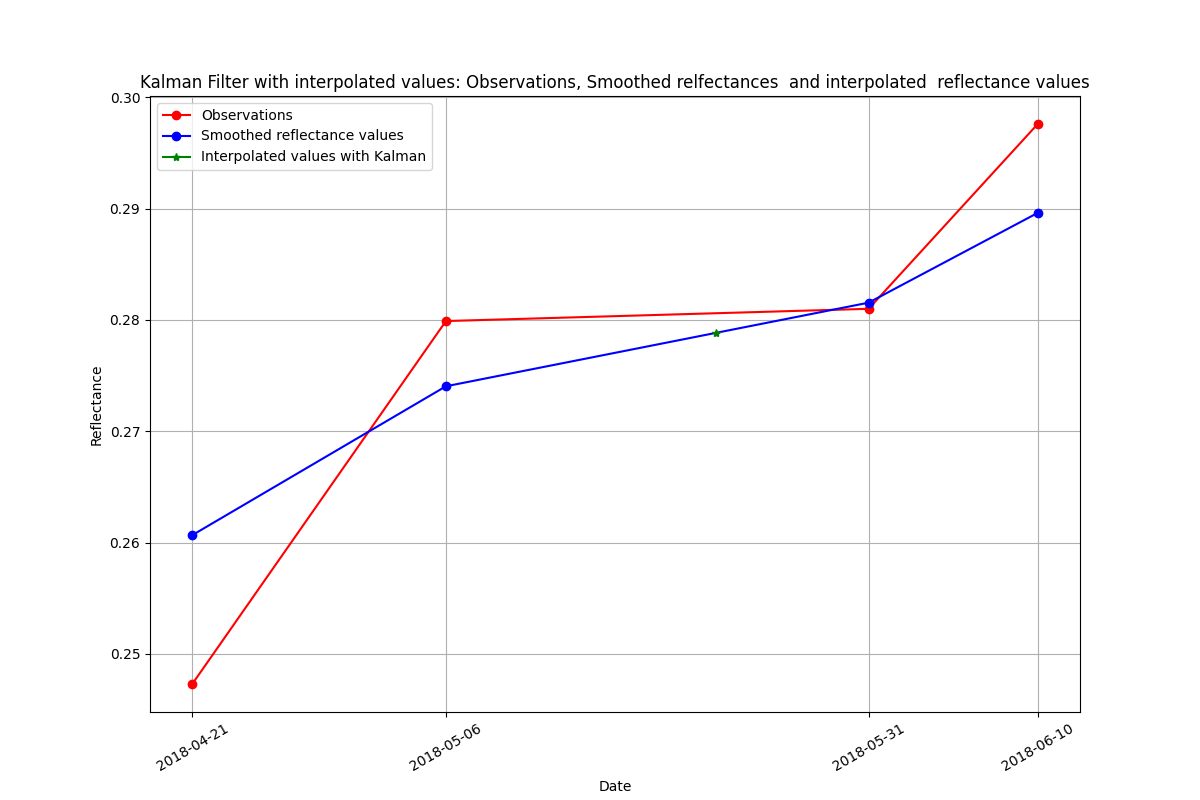 Kalman Filter with interpolated values: Observations, Smoothed relfectances  and interpolated  reflectance values
Observations
Smoothed reflectance values
Interpolated values with Kalman
0.30
0.29
0.28
0.27
0.26
0.25
Reflectance
2018-04-21
2018-05-06
2018-05-31
2018-06-10
Date